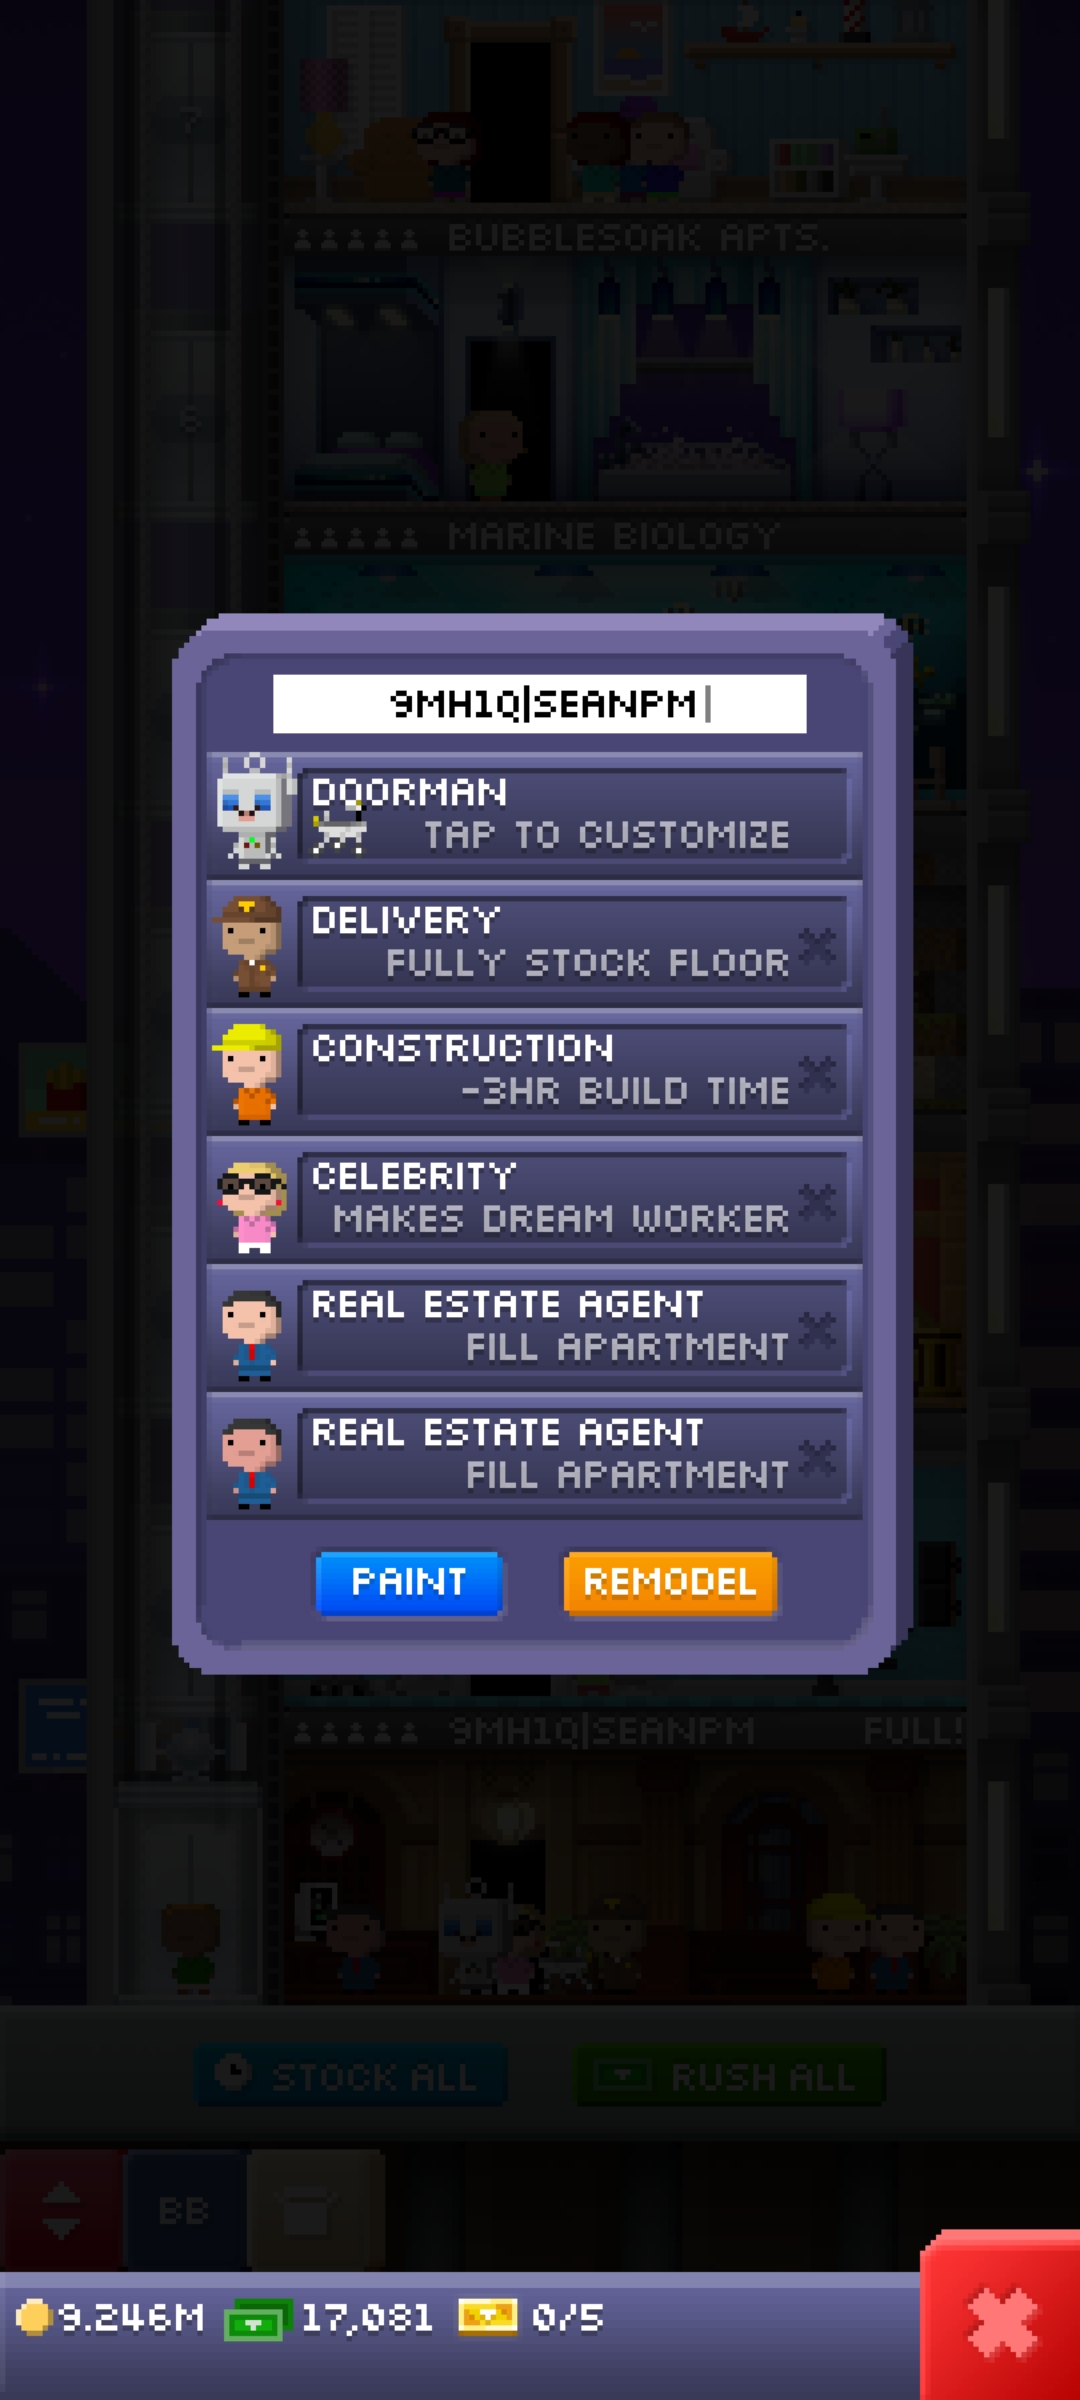 7
BUBBLESOAK APTS.
6
MARINE BIOLOGY
9MH1Q|SEANPM
DOORMAN
TAP TO CUSTOMIZE
DELIVERY
FULLY STOCK FLOOR
CONSTRUCTION
-3HR BUILD TIME
CELEBRITY
MAKES DREAM WORKER
REAL ESTATE AGENT
FILL APARTMENT
REAL ESTATE AGENT
FILL APARTMENT
PAINT REMODEL
9MH1Q|SEANPM FULL!
STOCK ALL RUSH ALL
BB
9.246M 17,081 0/5